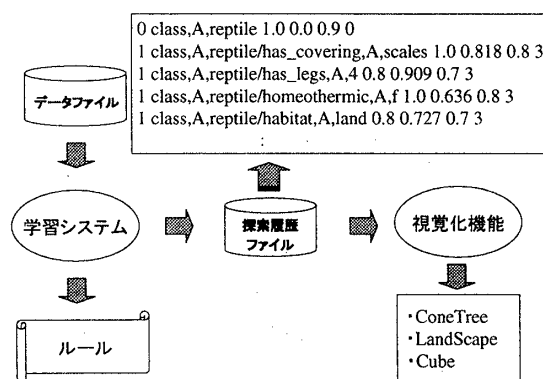 0 class,A,reptile 1.0 0.0 0.9 0
1 class,A,reptile/has_covering,A,scales 1.0 0.818 0.8 3
1 class,A,reptile/has_legs,A,4 0.8 0.909 0.7 3
1 class,A,reptile/homeothermic,A,f 1.0 0.636 0.8 3
1 class,A,reptile/habitat,A,land 0.8 0.727 0.7 3
データファイル
学習システム
探索履歴
ファイル
視覚化機能
ルール
・ConeTree
・LandScape
・Cube